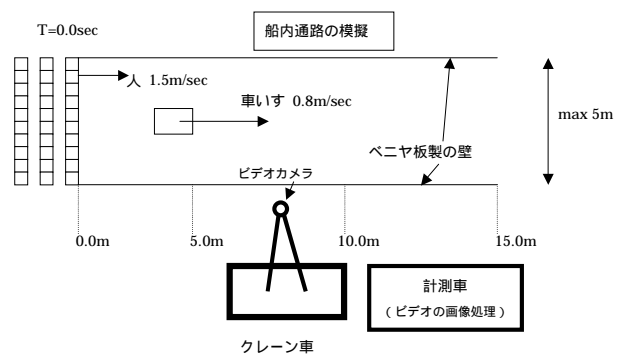 T=0.0sec
船内通路の模擬
人 1.5m/sec
車いす 0.8m/sec
max 5m
ベニヤ板製の壁
ビデオカメラ
0.0m
5.0m
10.0m
15.0m
計測車
(ビデオの画像処理)
クレーン車